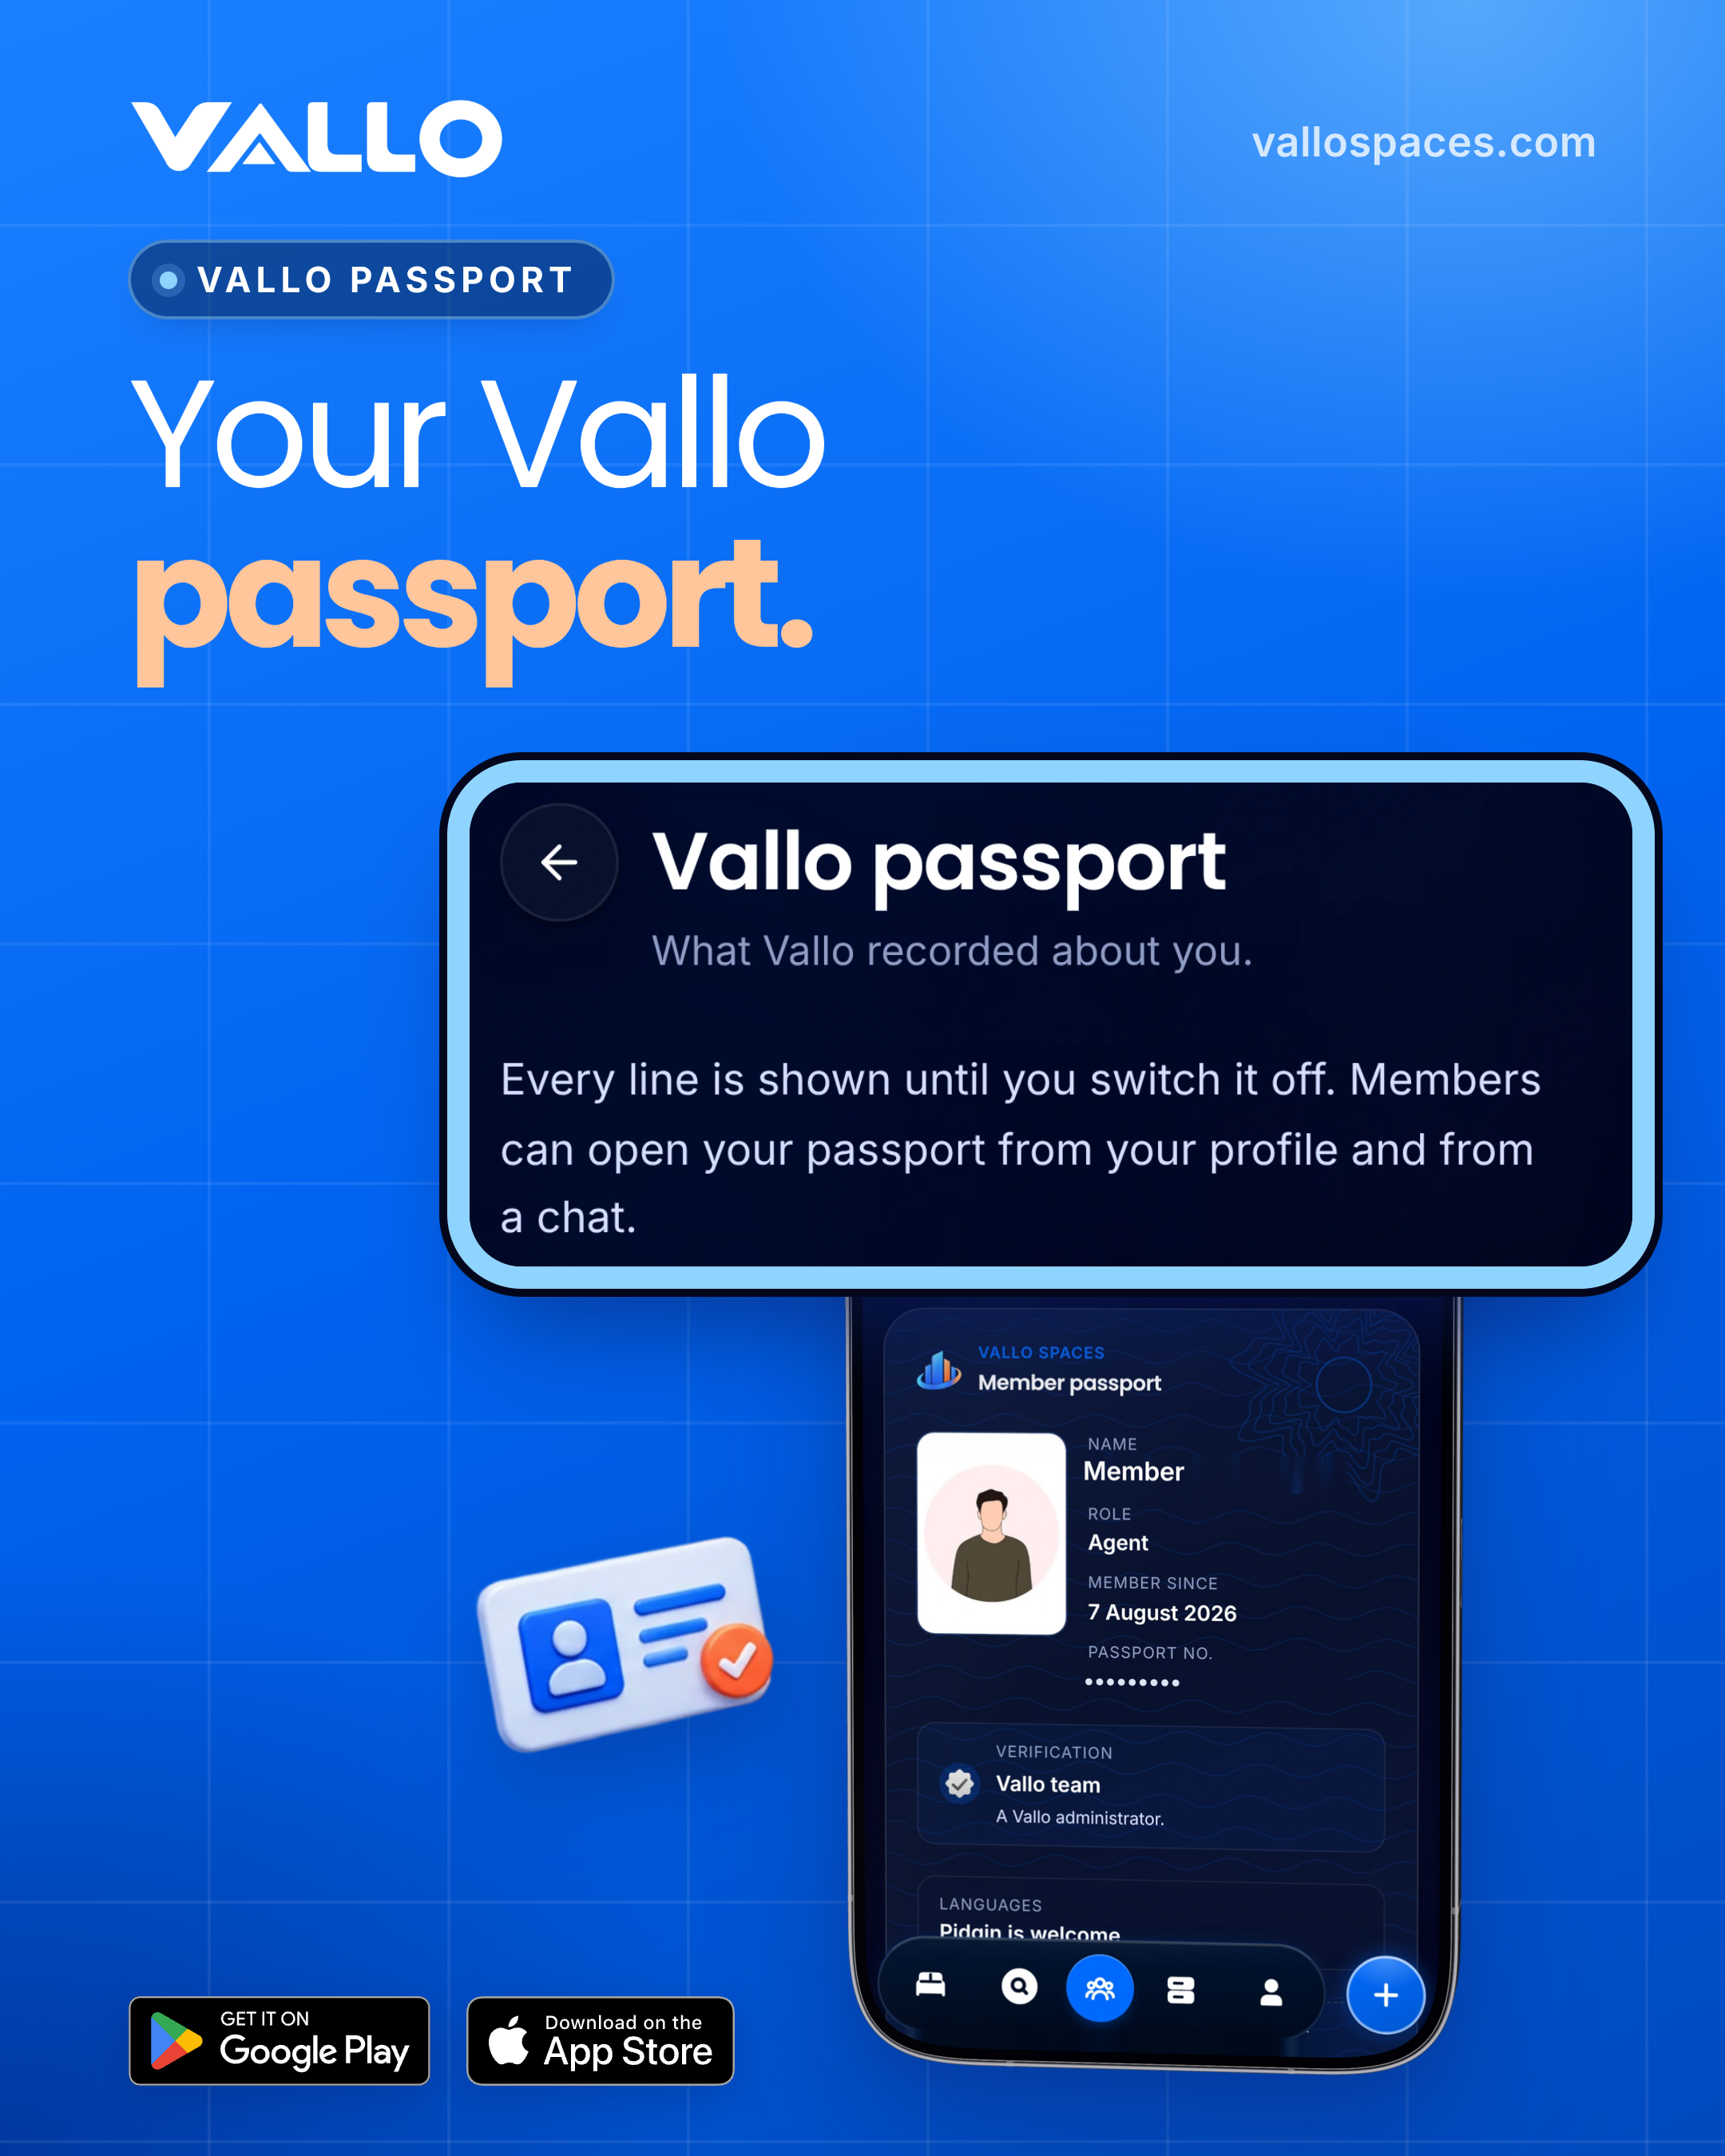 VALLO
vallospaces.com
VALLO PASSPORT
Your Vallo
passport.
Vallo passport
What Vallo recorded about you.
Every line is shown until you switch it off. Members
can open your passport from your profile and from
a chat.
VALLO SPACES
Member passport
NAME
Member
ROLE
Agent
MEMBER SINCE
7 August 2026
PASSPORT NO.
•••••••••
VERIFICATION
Vallo team
A Vallo administrator.
LANGUAGES
Pidgin is welcome
GET IT ON
Google Play
Download on the
App Store